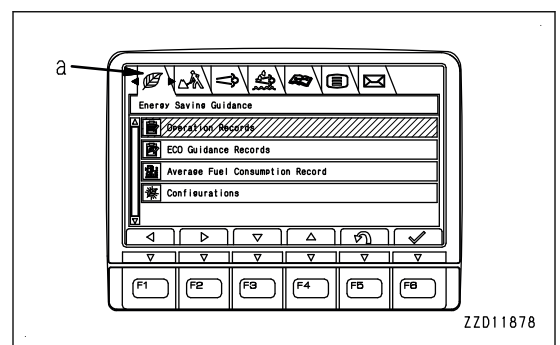 a
Energy Saving Guidance
Operation Records
ECO Guidance Records
Average Fuel Consumption Record
Configurations
F1 F2 F3 F4 F5 F6
ZZD11878